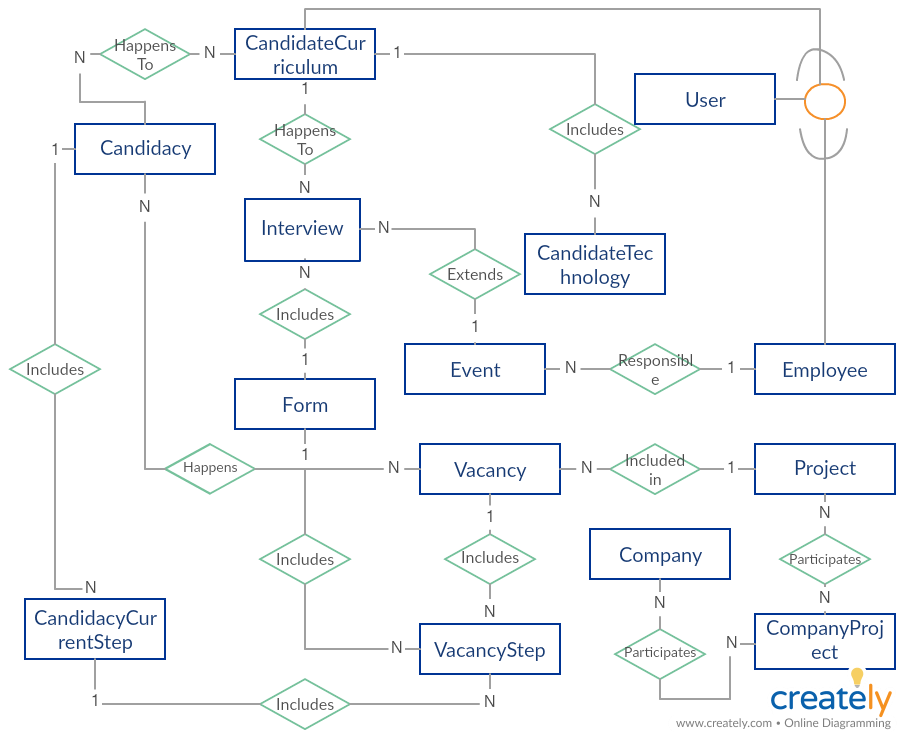 Happens
To
N
N
CandidateCur
riculum
1
1
User
Includes
Happens
To
1
Candidacy
N
N
N
Interview
N
N
CandidateTec
hnology
Extends
Includes
1
1
Includes
Event
N
Responsibl
e
1
Employee
Form
1
Happens
N
Vacancy
N
Included
in
1
Project
1
N
Includes
Includes
Company
Participates
N
CandidacyCur
rentStep
N
N
N
CompanyProj
ect
N
VacancyStep
Participates
N
1
Includes
N
creately
www.creately.com • Online Diagramming